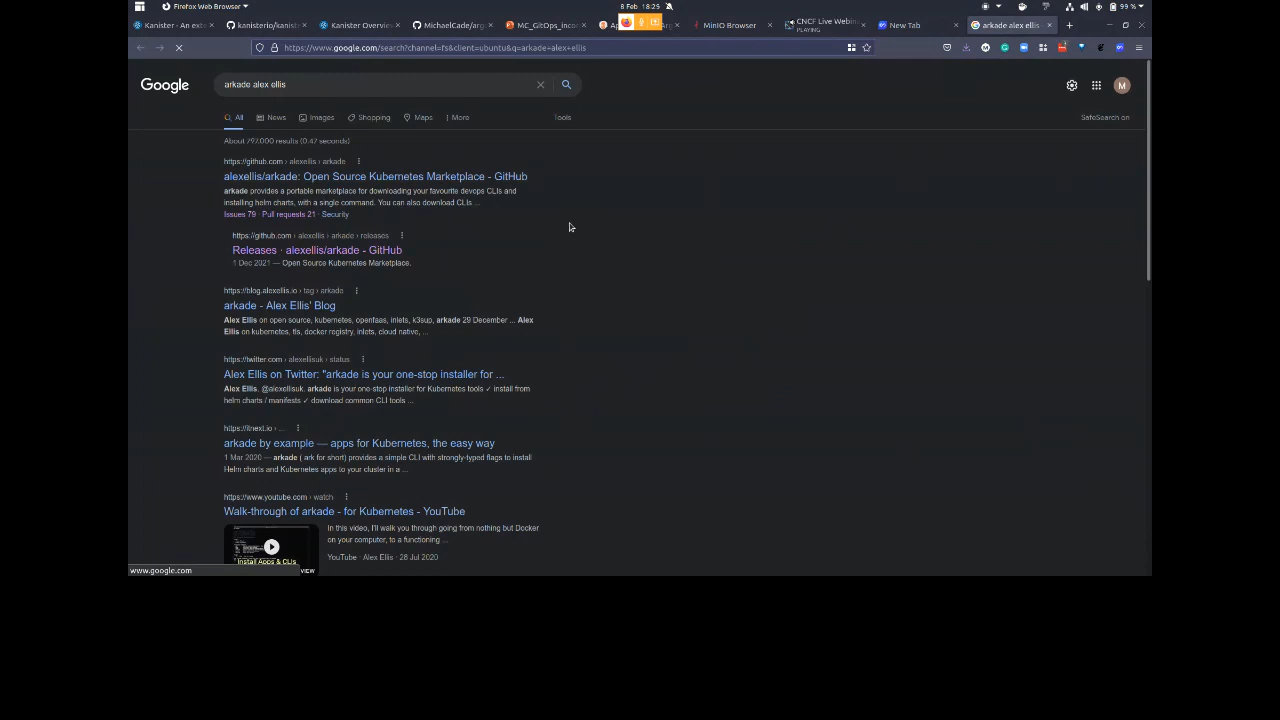 Firefox Web Browser
8 Feb 18:29
99 %
Kanister - An ext
kanisterio/kanist
Kanister Overview
MichaelCade/arg
MC_GitOps_incor
MinIO Browser
CNCF Live Webin
PLAYING
New Tab
arkade alex ellis -
https://www.google.com/search?channel=fs&client=ubuntu&q=arkade+alex+ellis
Google
arkade alex ellis
M
All
News
Images
Shopping
Maps
More
Tools
SafeSearch on
About 797,000 results (0.47 seconds)
https://github.com › alexellis › arkade
alexellis/arkade: Open Source Kubernetes Marketplace - GitHub
arkade provides a portable marketplace for downloading your favourite devops CLIs and
installing helm charts, with a single command. You can also download CLIs ...
Issues 79 · Pull requests 21 · Security
https://github.com › alexellis › arkade › releases
Releases · alexellis/arkade - GitHub
1 Dec 2021 — Open Source Kubernetes Marketplace.
https://blog.alexellis.io › tag › arkade
arkade - Alex Ellis' Blog
Alex Ellis on open source, kubernetes, openfaas, inlets, k3sup, arkade 29 December ... Alex
Ellis on kubernetes, tls, docker registry, inlets, cloud native, ...
https://twitter.com › alexellisuk › status
Alex Ellis on Twitter: "arkade is your one-stop installer for ...
Alex Ellis. @alexellisuk. arkade is your one-stop installer for Kubernetes tools ✓ install from
helm charts / manifests ✓ download common CLI tools ...
https://itnext.io › ...
arkade by example — apps for Kubernetes, the easy way
1 Mar 2020 — arkade ( ark for short) provides a simple CLI with strongly-typed flags to install
Helm charts and Kubernetes apps to your cluster in a ...
https://www.youtube.com › watch
Walk-through of arkade - for Kubernetes - YouTube
In this video, I'll walk you through going from nothing but Docker
on your computer, to a functioning ...
YouTube · Alex Ellis · 28 Jul 2020
Install Apps & CLIs
VIEW
www.google.com